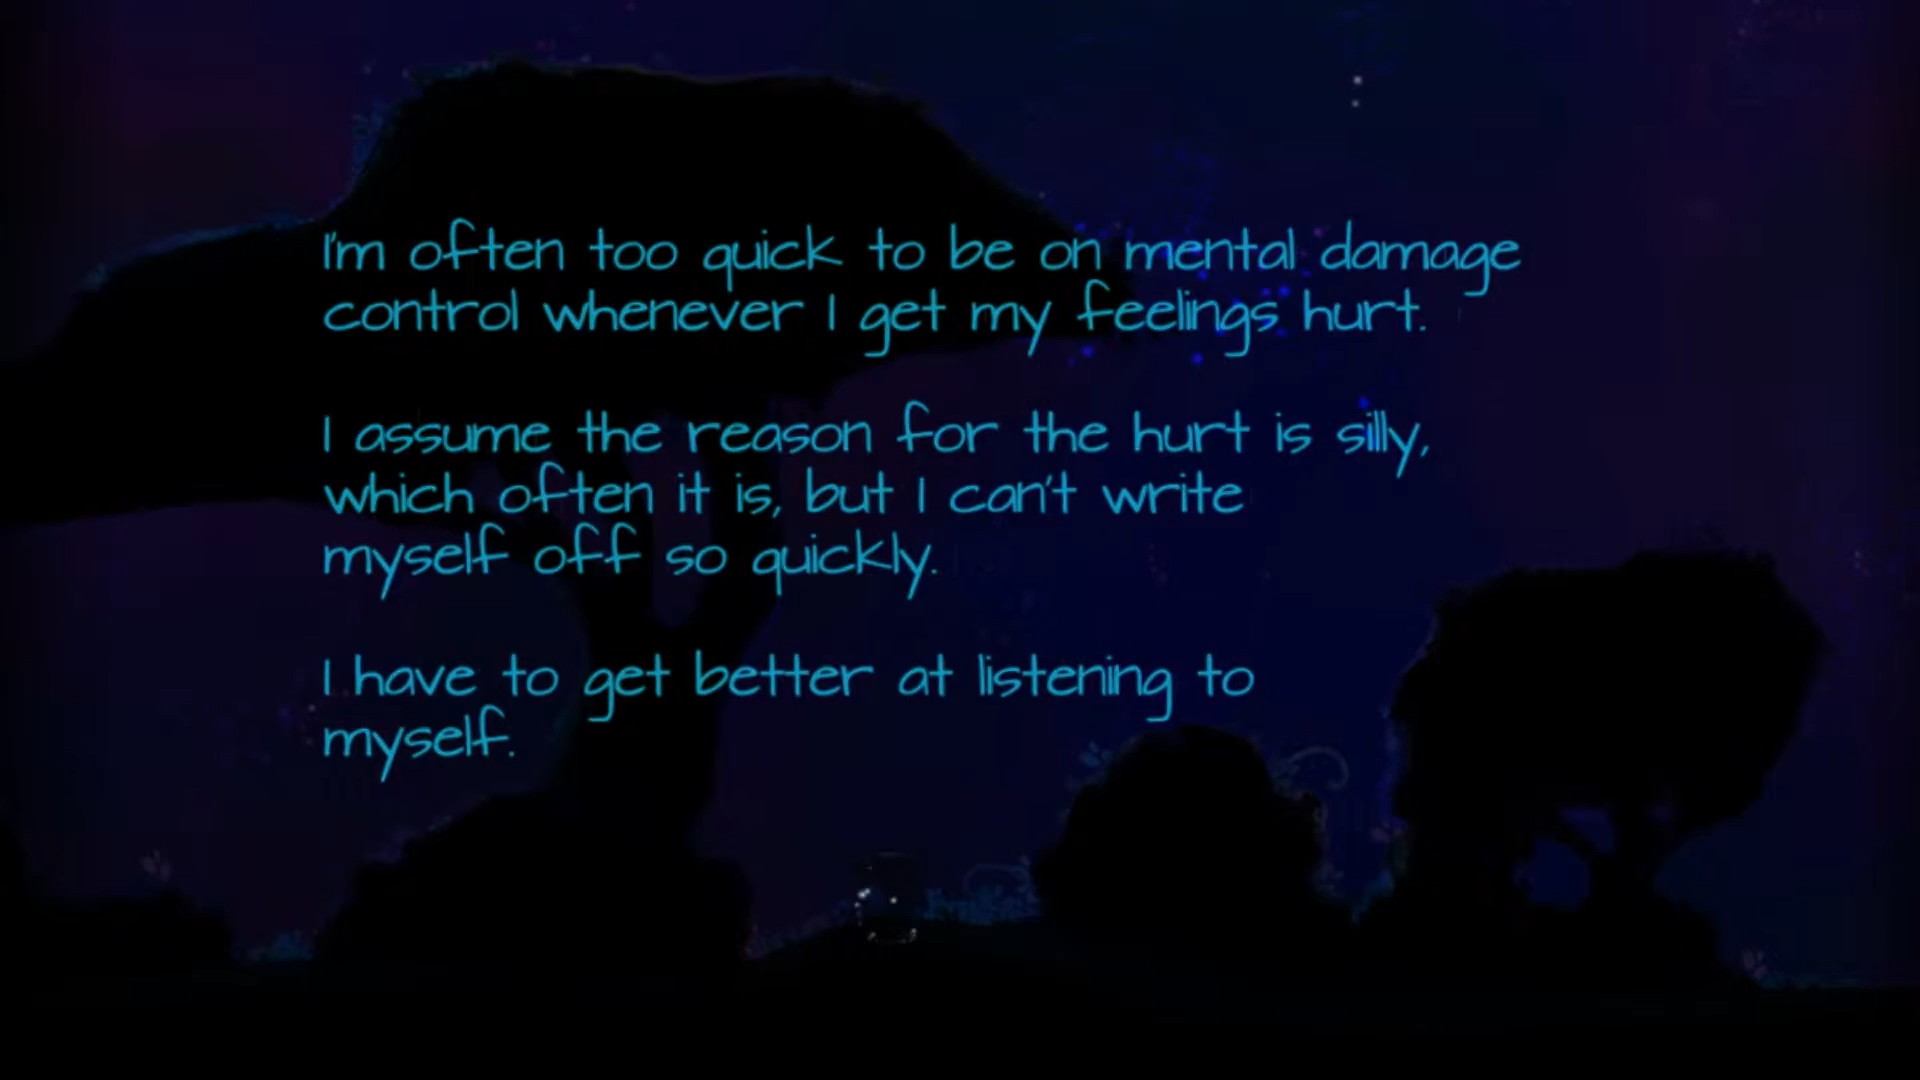 I'm often too quick to be on mental damage
control whenever I get my feelings hurt.
I assume the reason for the hurt is silly,
which often it is, but I can't write
myself off so quickly.
I have to get better at listening to
myself.